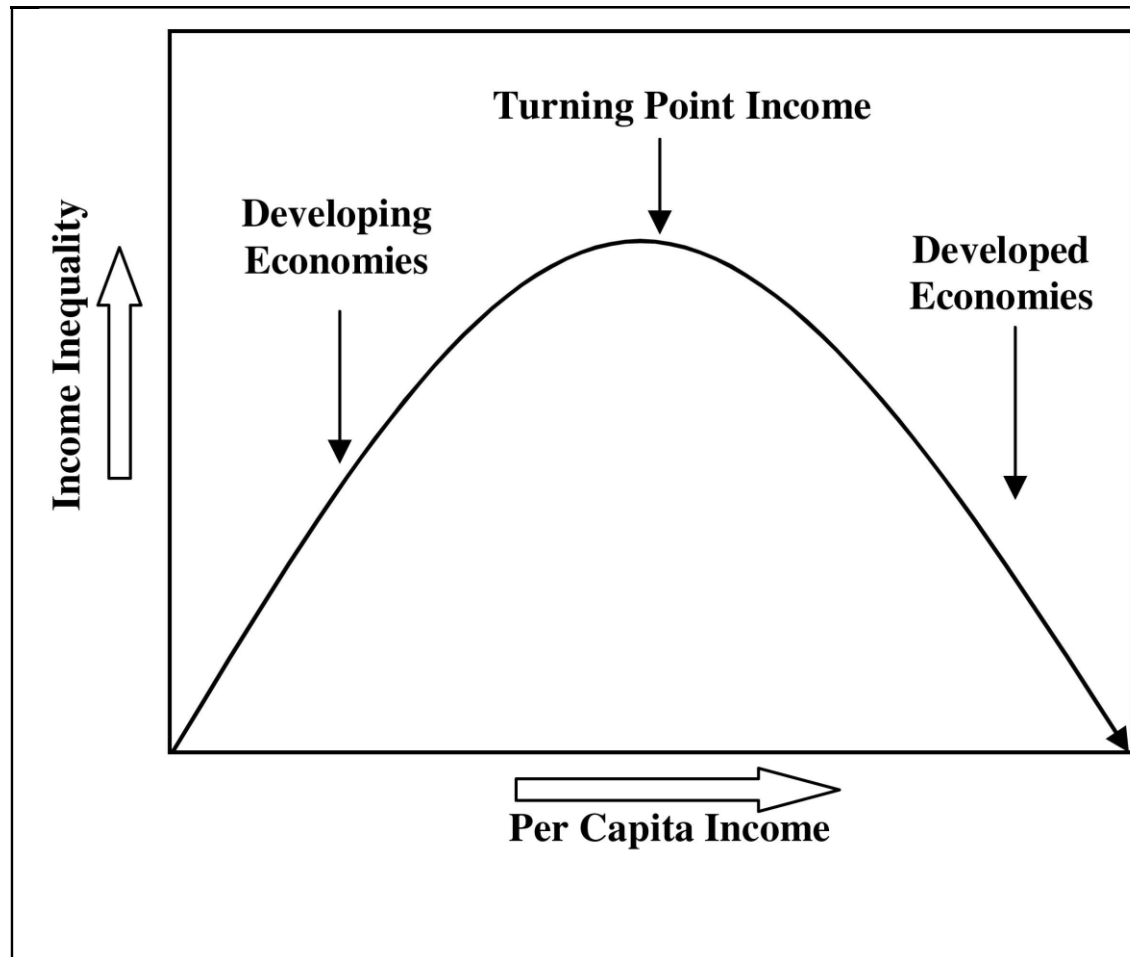 Turning Point Income
Developing
Economies
Developed
Economies
Income Inequality
Per Capita Income